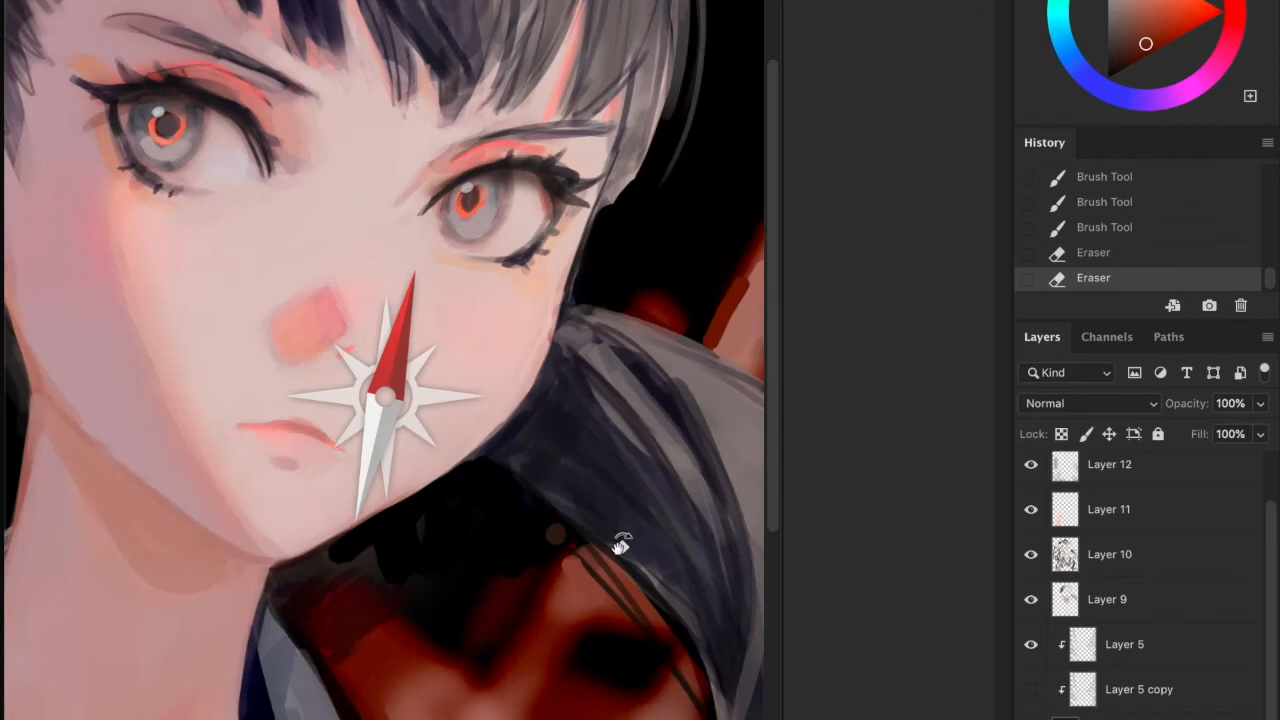 History
Brush Tool
Brush Tool
Brush Tool
Eraser
Eraser
Layers Channels Paths
Kind
Normal Opacity: 100%
Lock: Fill: 100%
Layer 12
Layer 11
Layer 10
Layer 9
Layer 5
Layer 5 copy